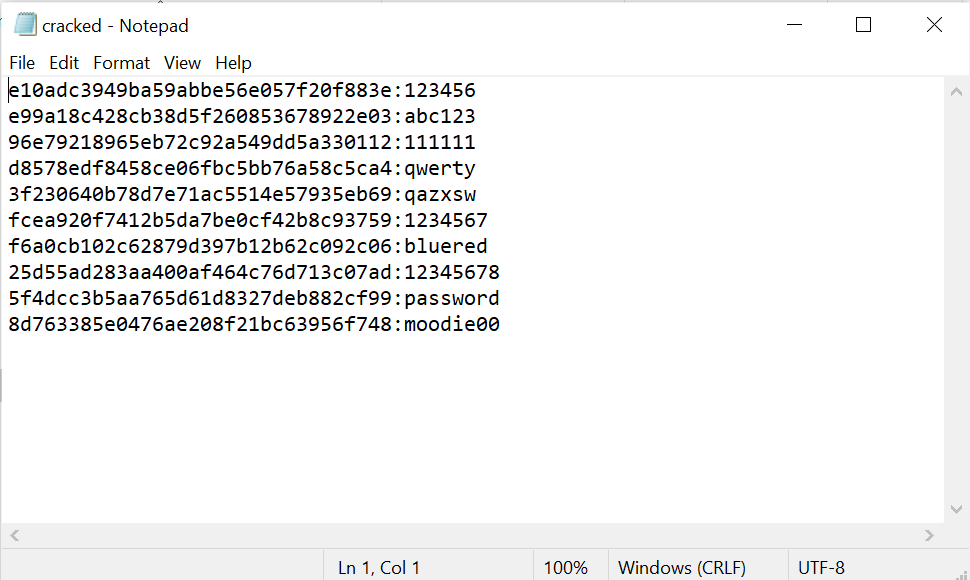 cracked - Notepad
File Edit Format View Help
e10adc3949ba59abbe56e057f20f883e:123456
e99a18c428cb38d5f260853678922e03:abc123
96e79218965eb72c92a549dd5a330112:111111
d8578edf8458ce06fbc5bb76a58c5ca4:qwerty
3f230640b78d7e71ac5514e57935eb69:qazxsw
fcea920f7412b5da7be0cf42b8c93759:1234567
f6a0cb102c62879d397b12b62c092c06:bluered
25d55ad283aa400af464c76d713c07ad:12345678
5f4dcc3b5aa765d61d8327deb882cf99:password
8d763385e0476ae208f21bc63956f748:moodie00
Ln 1, Col 1 100% Windows (CRLF) UTF-8